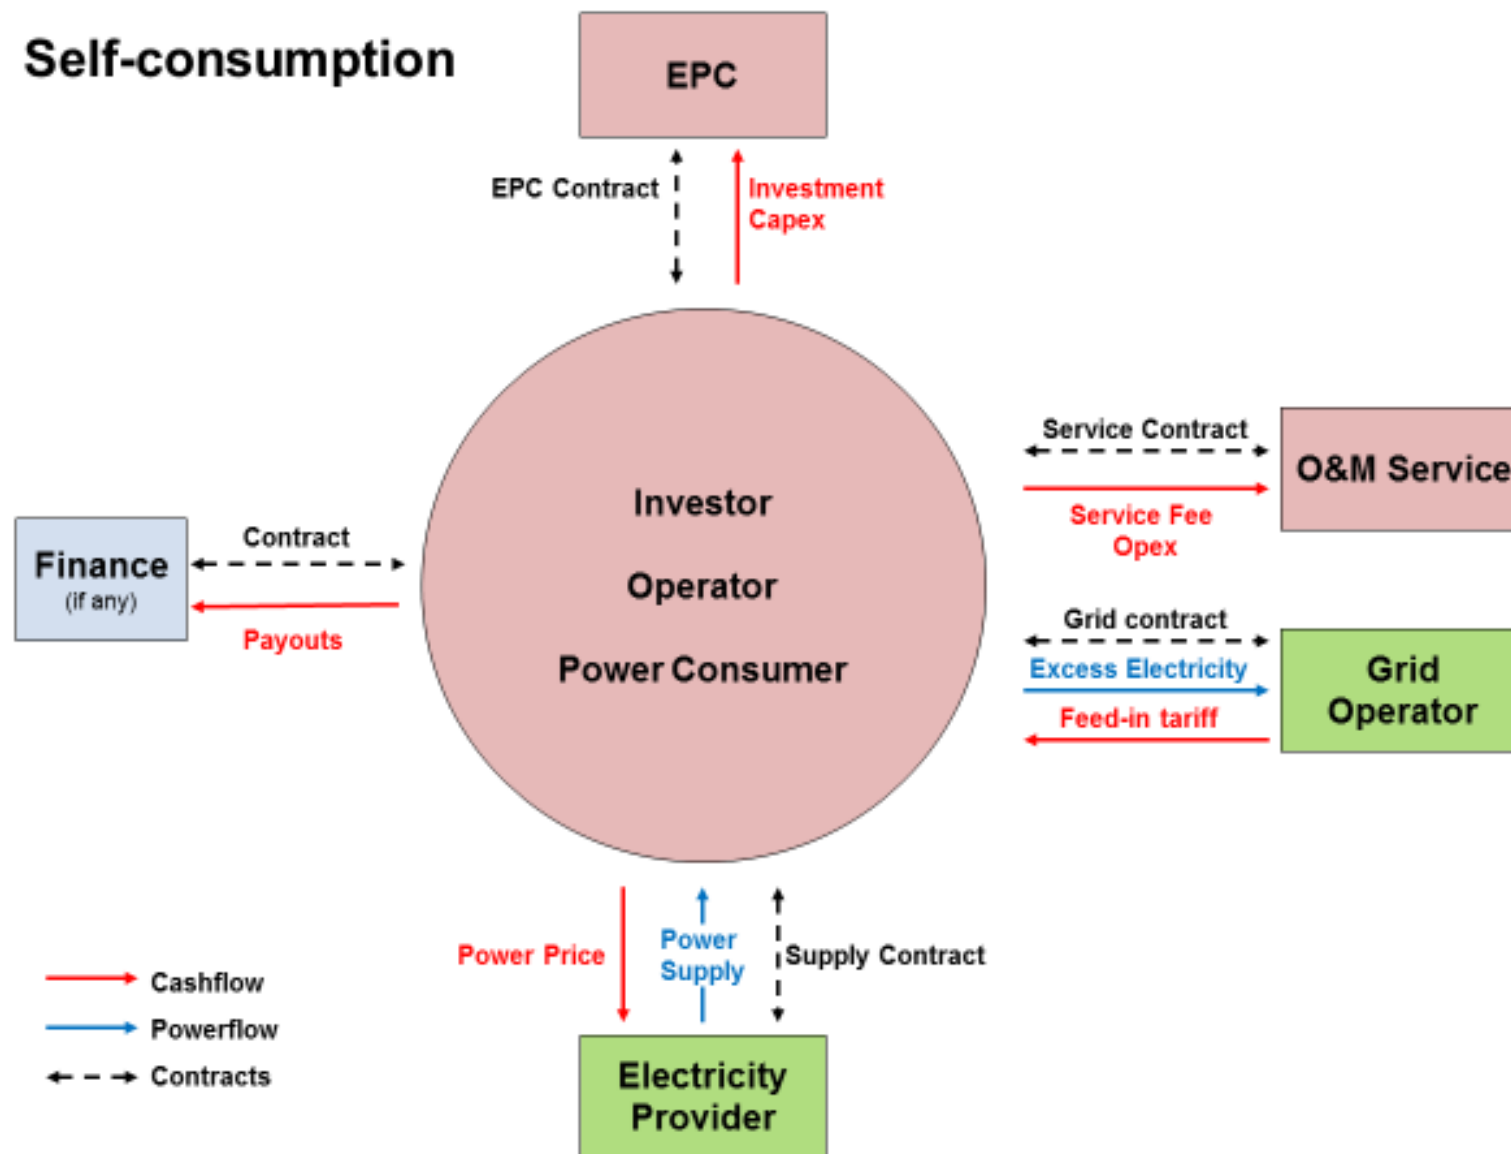 Self-consumption
EPC
EPC Contract
Investment
Capex
Investor
Operator
Power Consumer
Finance
(if any)
Contract
Payouts
Service Contract
Service Fee
Opex
O&M Service
Grid contract
Excess Electricity
Feed-in tariff
Grid
Operator
Power Price
Power
Supply
Supply Contract
Electricity
Provider
Cashflow
Powerflow
Contracts